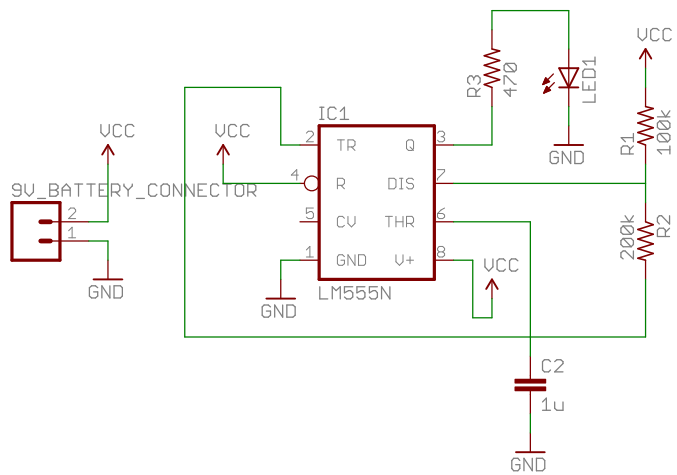 VCC
R3
470
LED1
GND
R1
100k
IC1
2
TR
Q
3
VCC
VCC
4
R
DIS
7
9V_BATTERY_CONNECTOR
2
1
5
CV
THR
6
200k
R2
1
GND
V+
8
VCC
GND
GND
LM555N
C2
1u
GND